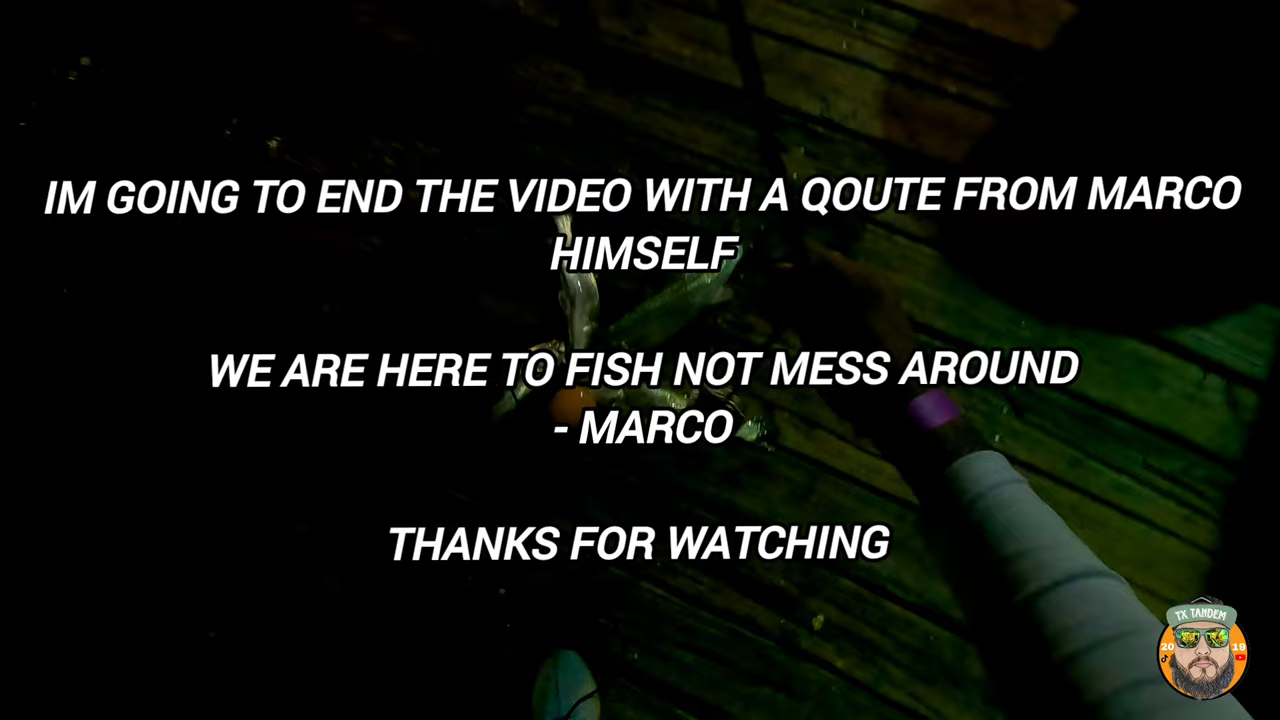 IM GOING TO END THE VIDEO WITH A QOUTE FROM MARCO
HIMSELF
WE ARE HERE TO FISH NOT MESS AROUND
- MARCO
THANKS FOR WATCHING
TX TANDEM
20 19